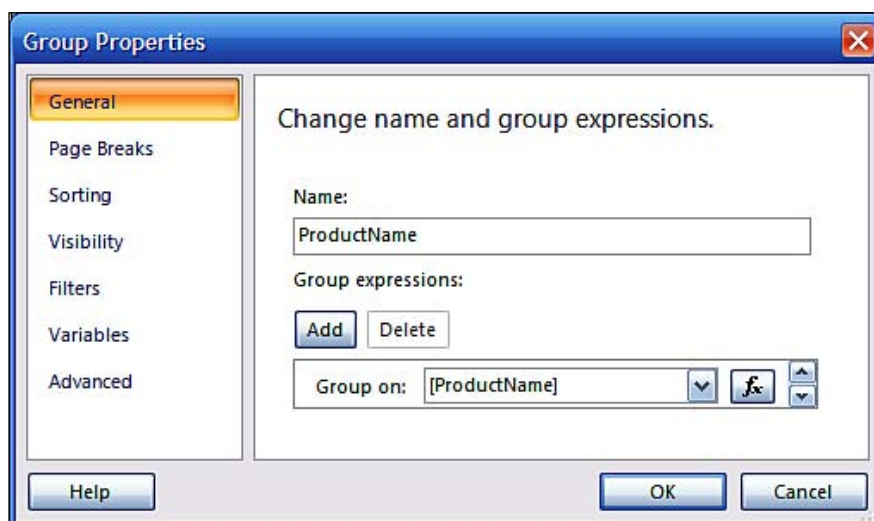 Group Properties
General
Page Breaks
Sorting
Visibility
Filters
Variables
Advanced
Change name and group expressions.
Name:
ProductName
Group expressions:
Add Delete
Group on: [ProductName] fx
Help OK Cancel